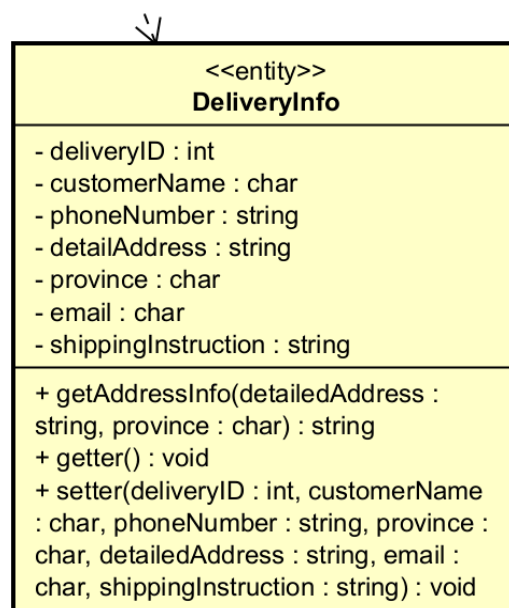 <<entity>>
DeliveryInfo
- deliveryID : int
- customerName : char
- phoneNumber : string
- detailAddress : string
- province : char
- email : char
- shippingInstruction : string
+ getAddressInfo(detailedAddress :
string, province : char) : string
+ getter() : void
+ setter(deliveryID : int, customerName
: char, phoneNumber : string, province :
char, detailedAddress : string, email :
char, shippingInstruction : string) : void